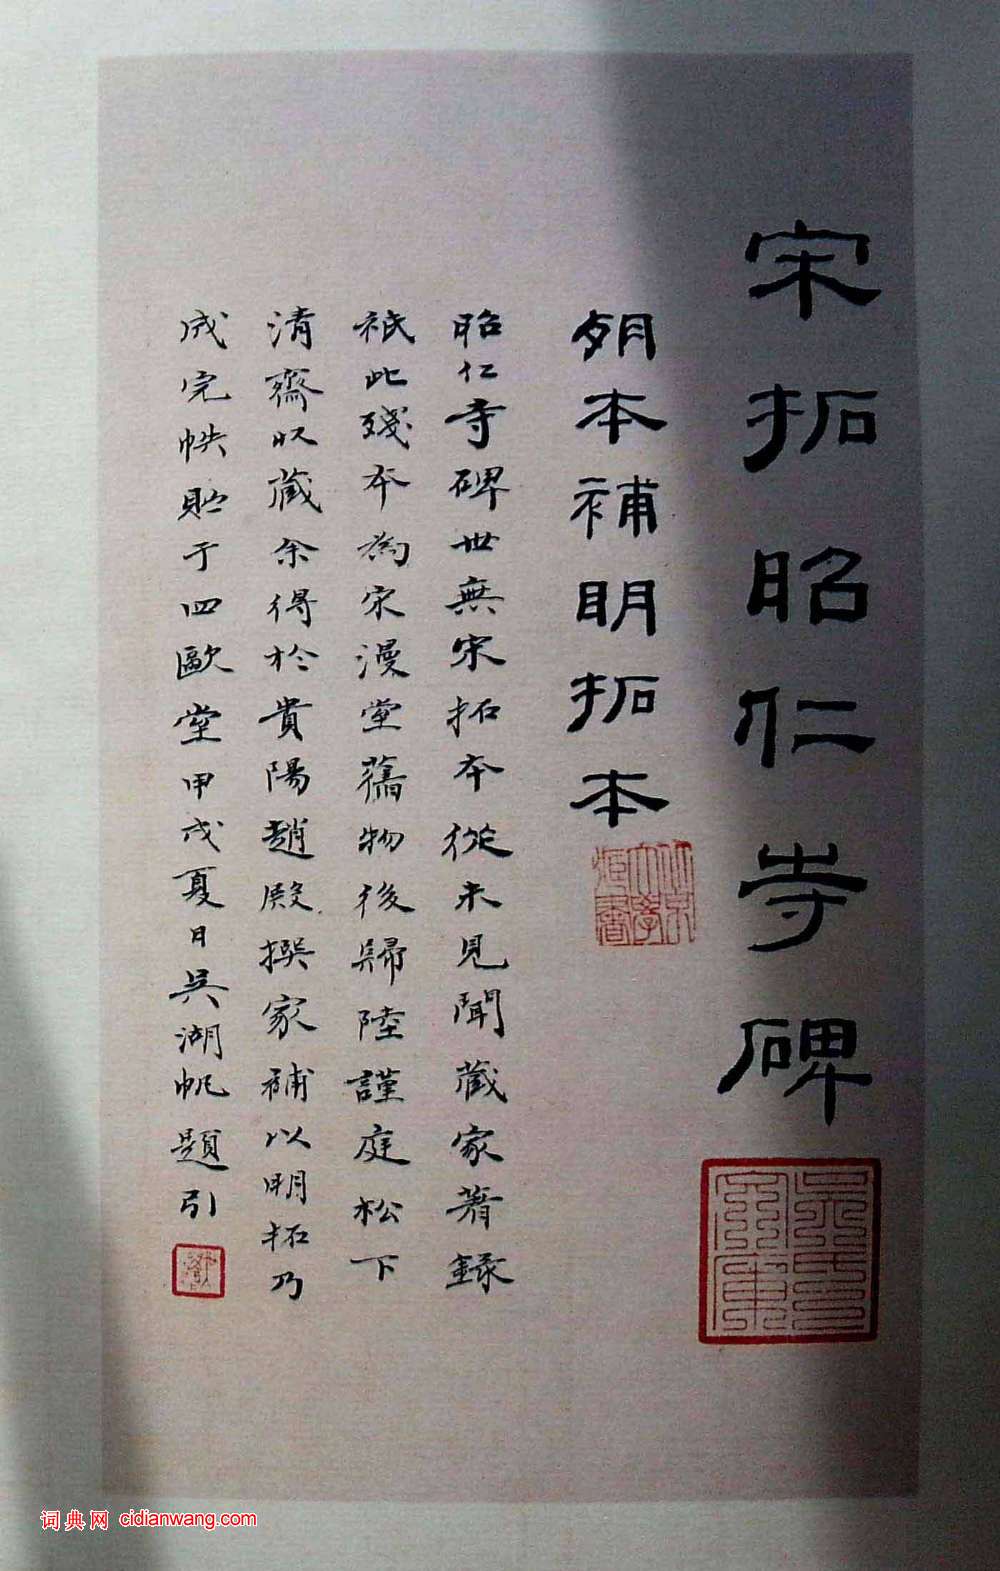 宋拓昭仁寺碑
明本補明拓本
昭仁寺碑世無宋拓本從未見聞藏家著錄
祇此殘本為宋漫堂舊物後歸陸謹庭松下
清齋收藏余得於貴陽趙殿撰家補以明拓乃
成完帙貯于四歐堂甲戌夏日吳湖帆題引
词典网 cidianwang.com